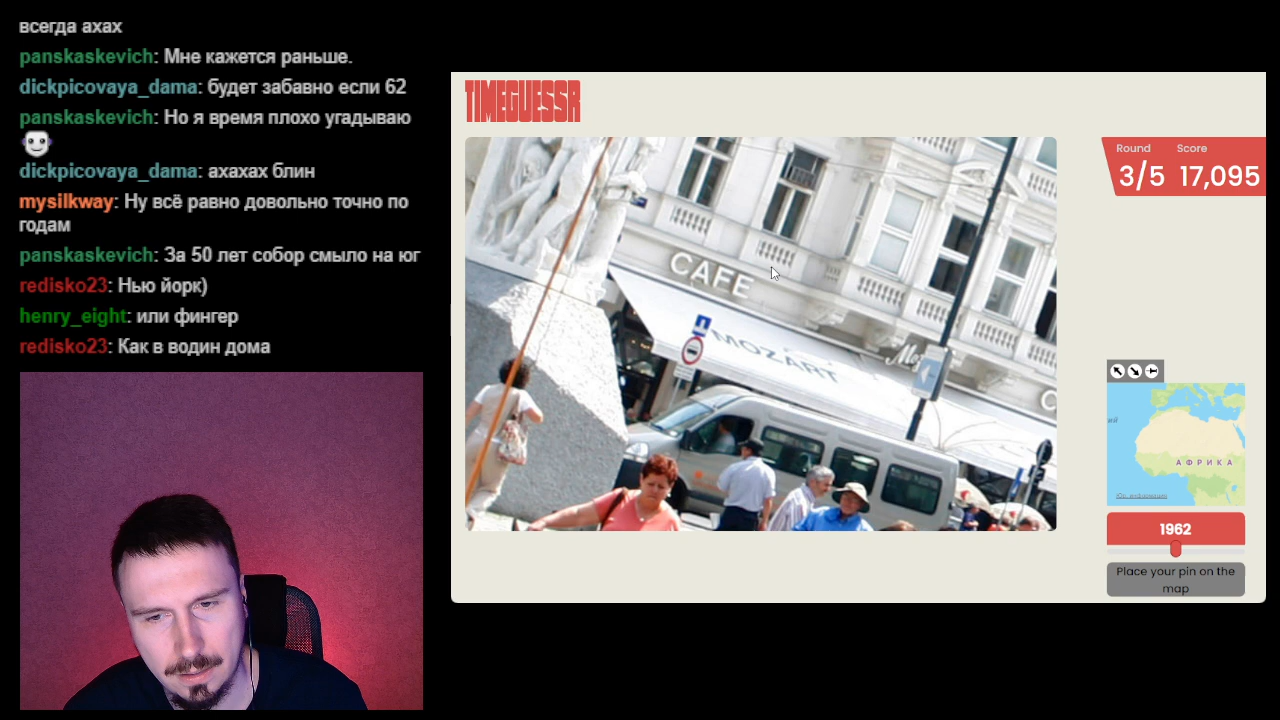 всегда ахах
panskaskevich: Мне кажется раньше.
dickpicovaya_dama: будет забавно если 62
panskaskevich: Но я время плохо угадываю
dickpicovaya_dama: ахахах блин
mysilkway: Ну всё равно довольно точно по
годам
panskaskevich: За 50 лет собор смыло на юг
redisko23: Нью йорк)
henry_eight: или фингер
redisko23: Как в водин дома
TIMEGUESSR
Round Score
3/5 17,095
CAFE
MOZART
АФРИКА
1962
Place your pin on the
map